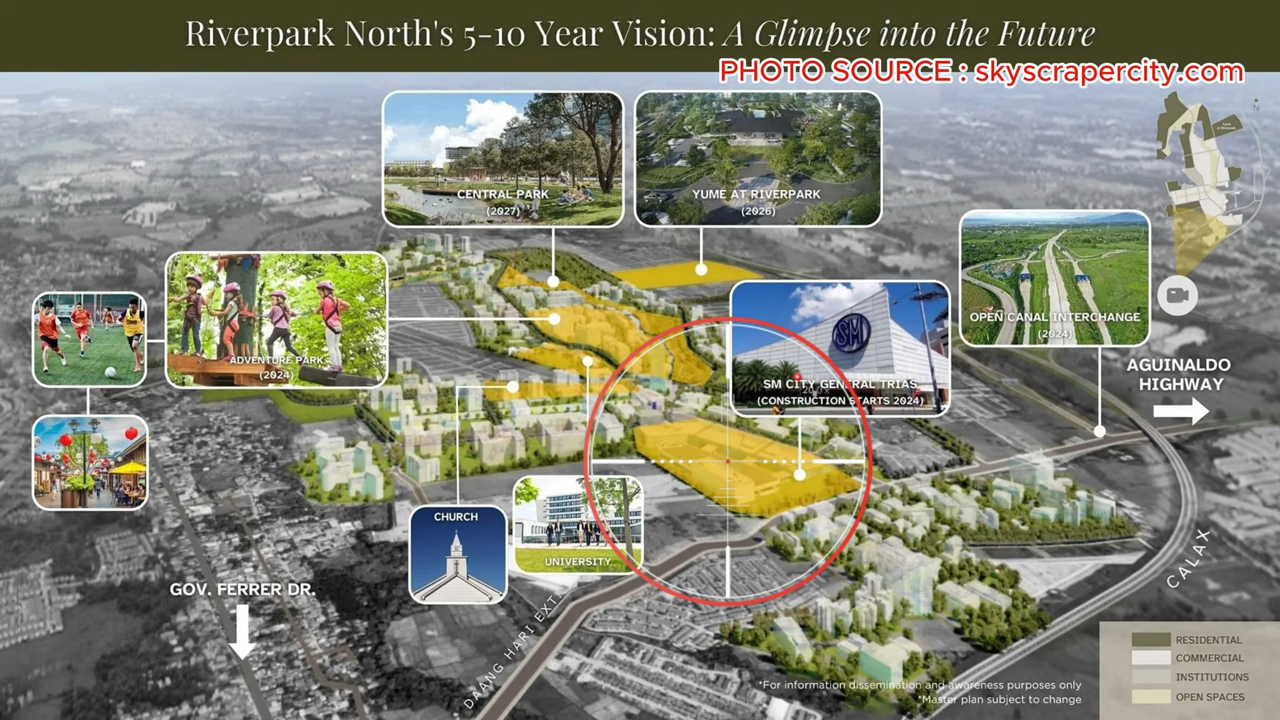 Riverpark North's 5-10 Year Vision: A Glimpse into the Future
PHOTO SOURCE : skyscrapercity.com
CENTRAL PARK
(2027)
YUME AT RIVERPARK
(2026)
N
OPEN CANAL INTERCHANGE
(2024)
ADVENTURE PARK
(2024)
SM
SM CITY GENERAL TRIAS
(CONSTRUCTION STARTS 2024)
AGUINALDO
HIGHWAY
CHURCH
UNIVERSITY
GOV. FERRER DR.
DAANG HARI EXT.
CALAX
RESIDENTIAL
COMMERCIAL
INSTITUTIONS
OPEN SPACES
*For information dissemination and awareness purposes only
*Master plan subject to change